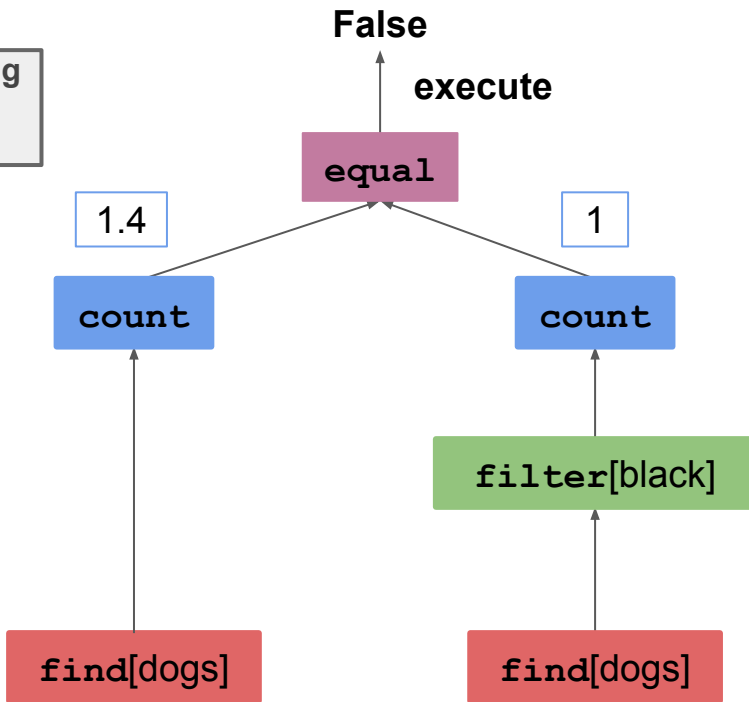 False
g
execute
equal
1.4
1
count
count
filter[black]
find[dogs]
find[dogs]